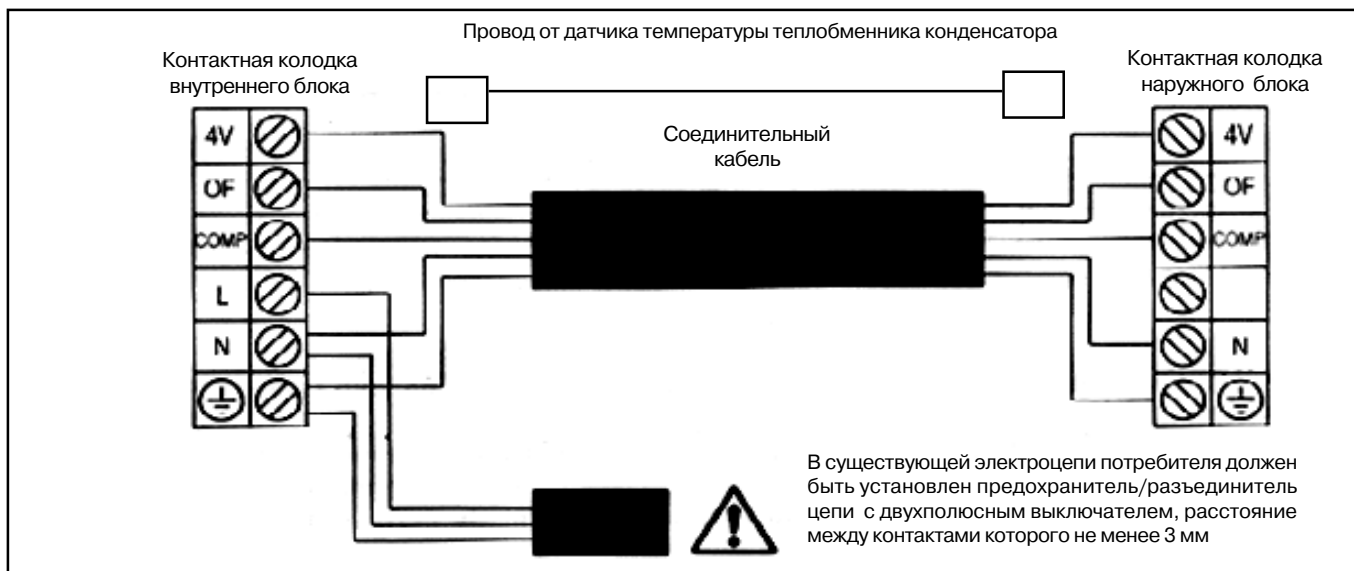 Провод от датчика температуры теплобменника конденсатора
Контактная колодка
внутреннего блока
Контактная колодка
наружного блока
Соединительный
кабель
4V
OF
COMP
L
N
4V
OF
COMP
N
В существующей электроцепи потребителя должен
быть установлен предохранитель/разъединитель
цепи с двухполюсным выключателем, расстояние
между контактами которого не менее 3 мм